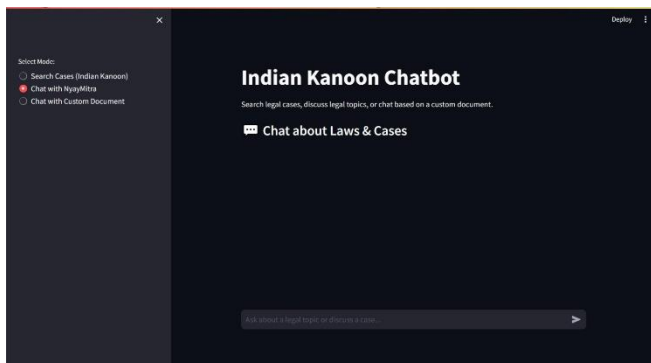 Deploy
Select Mode:
Search Cases (Indian Kanoon)
Chat with NyayMitra
Chat with Custom Document
Indian Kanoon Chatbot
Search legal cases, discuss legal topics, or chat based on a custom document.
Chat about Laws & Cases
Ask about a legal topic or discuss a case...